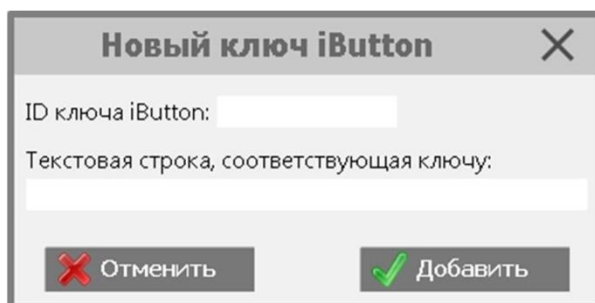 Новый ключ iButton
ID ключа iButton:
Текстовая строка, соответствующая ключу:
Отменить
Добавить